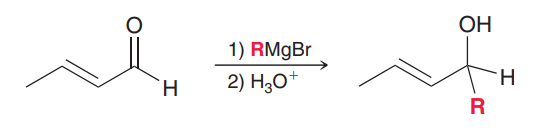 O
H
1) RMgBr
2) H₃O⁺
OH
H
R